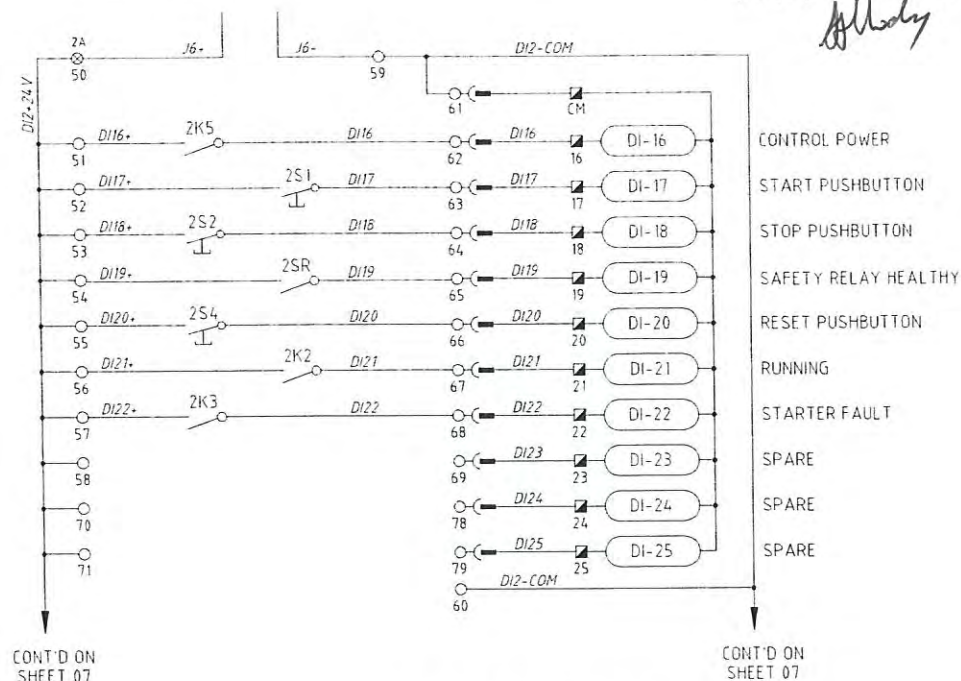 2A J6+ J6- DI2-COM
50 59
DI2+24V
61 CM
DI16+ 2K5 DI16 DI16 DI-16 CONTROL POWER
51 62 16
DI17+ 2S1 DI17 DI17 DI-17 START PUSHBUTTON
52 63 17
DI18+ 2S2 DI18 DI18 DI-18 STOP PUSHBUTTON
53 64 18
DI19+ 2SR DI19 DI19 DI-19 SAFETY RELAY HEALTHY
54 65 19
DI20+ 2S4 DI20 DI20 DI-20 RESET PUSHBUTTON
55 66 20
DI21+ 2K2 DI21 DI21 DI-21 RUNNING
56 67 21
DI22+ 2K3 DI22 DI22 DI-22 STARTER FAULT
57 68 22
DI23 DI-23 SPARE
58 69 23
DI24 DI-24 SPARE
70 78 24
DI25 DI-25 SPARE
71 79 25
DI2-COM
60
CONT'D ON
SHEET 07
CONT'D ON
SHEET 07